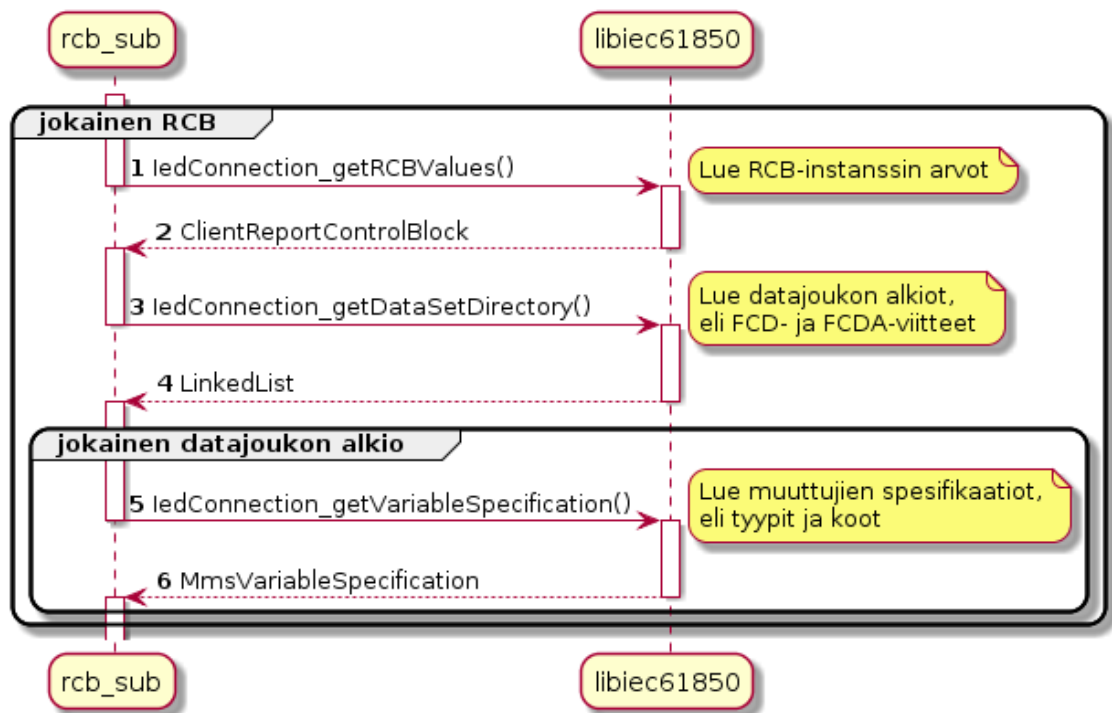 rcb_sub
libiec61850
jokainen RCB
1 IedConnection_getRCBValues()
Lue RCB-instanssin arvot
2 ClientReportControlBlock
3 IedConnection_getDataSetDirectory()
Lue datajoukon alkiot,
eli FCD- ja FCDA-viitteet
4 LinkedList
jokainen datajoukon alkio
5 IedConnection_getVariableSpecification()
Lue muuttujien spesifikaatiot,
eli tyypit ja koot
6 MmsVariableSpecification
rcb_sub
libiec61850